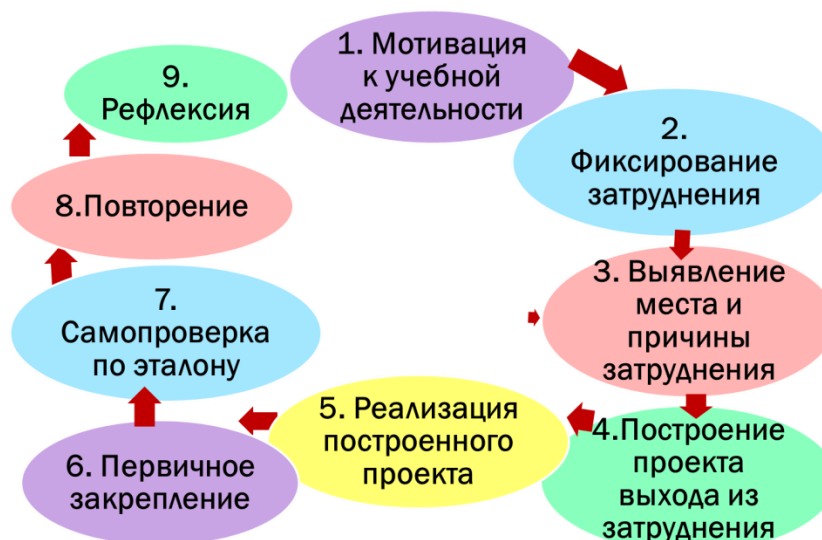 1. Мотивация
к учебной
деятельности
2.
Фиксирование
затруднения
3. Выявление
места и
причины
затруднения
4.Построение
проекта
выхода из
затруднения
5. Реализация
построенного
проекта
6. Первичное
закрепление
7.
Самопроверка
по эталону
8.Повторение
9.
Рефлексия